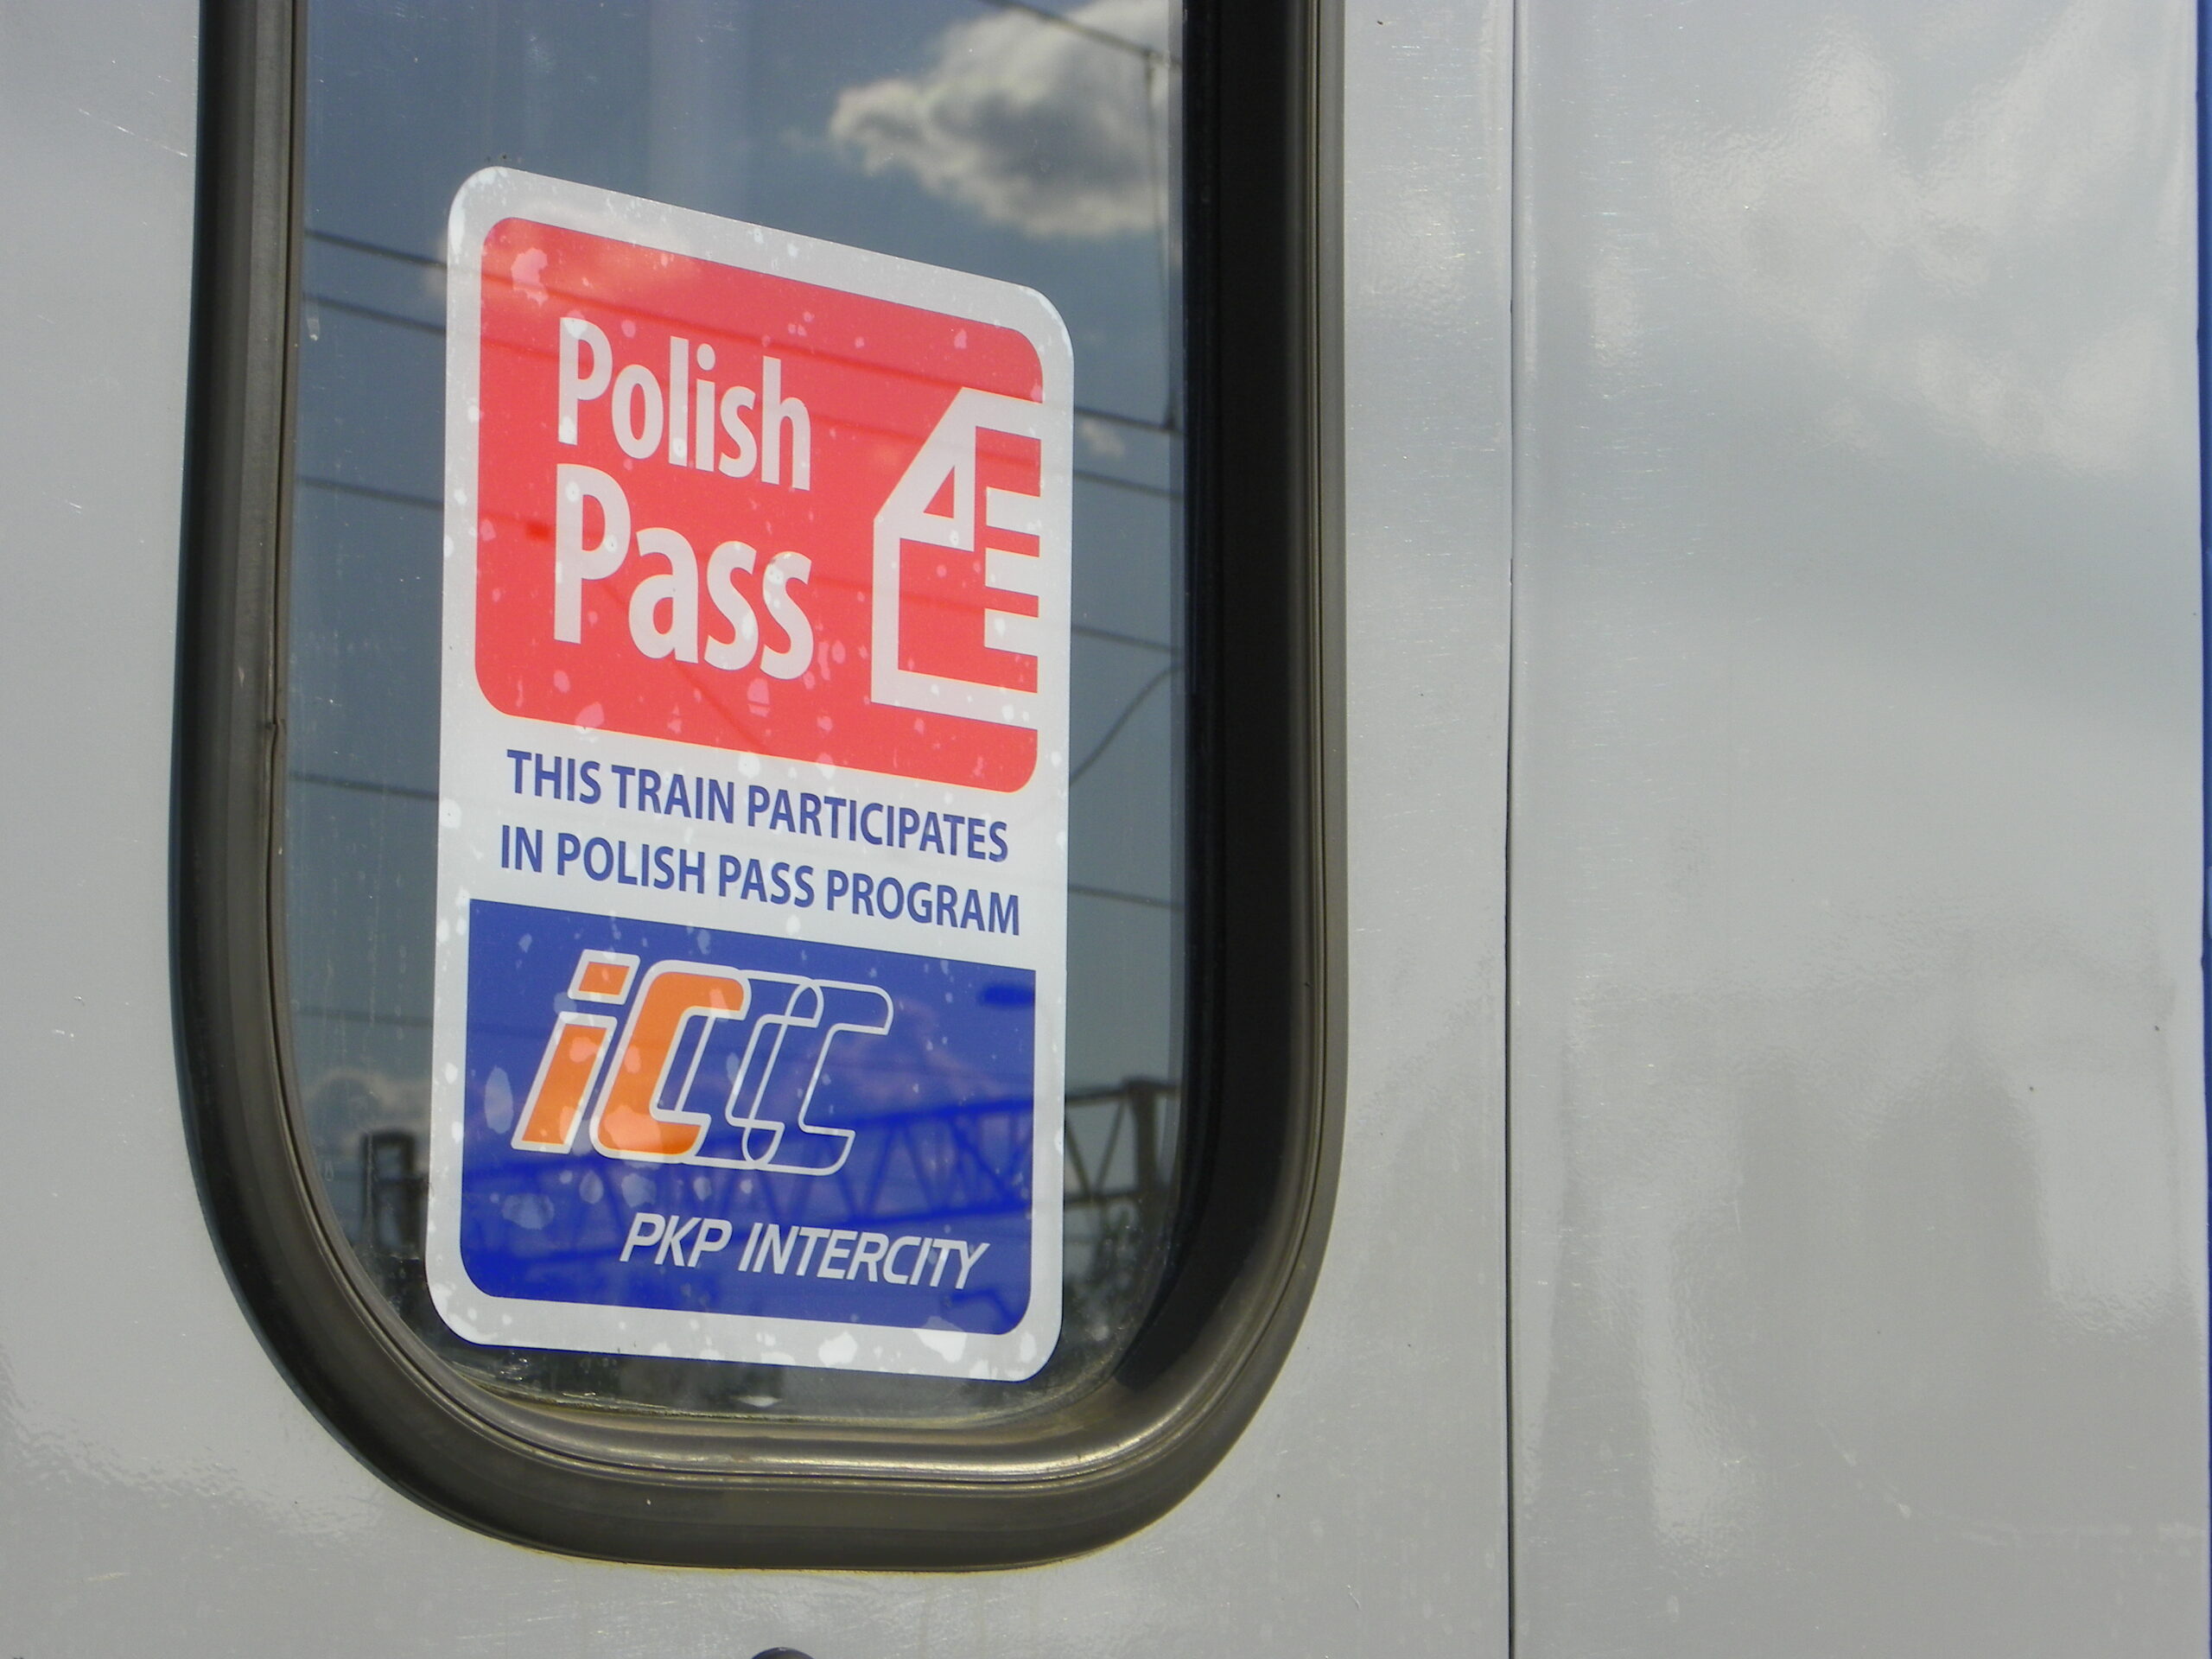 Polish
Pass
THIS TRAIN PARTICIPATES
IN POLISH PASS PROGRAM
iC
PKP INTERCITY